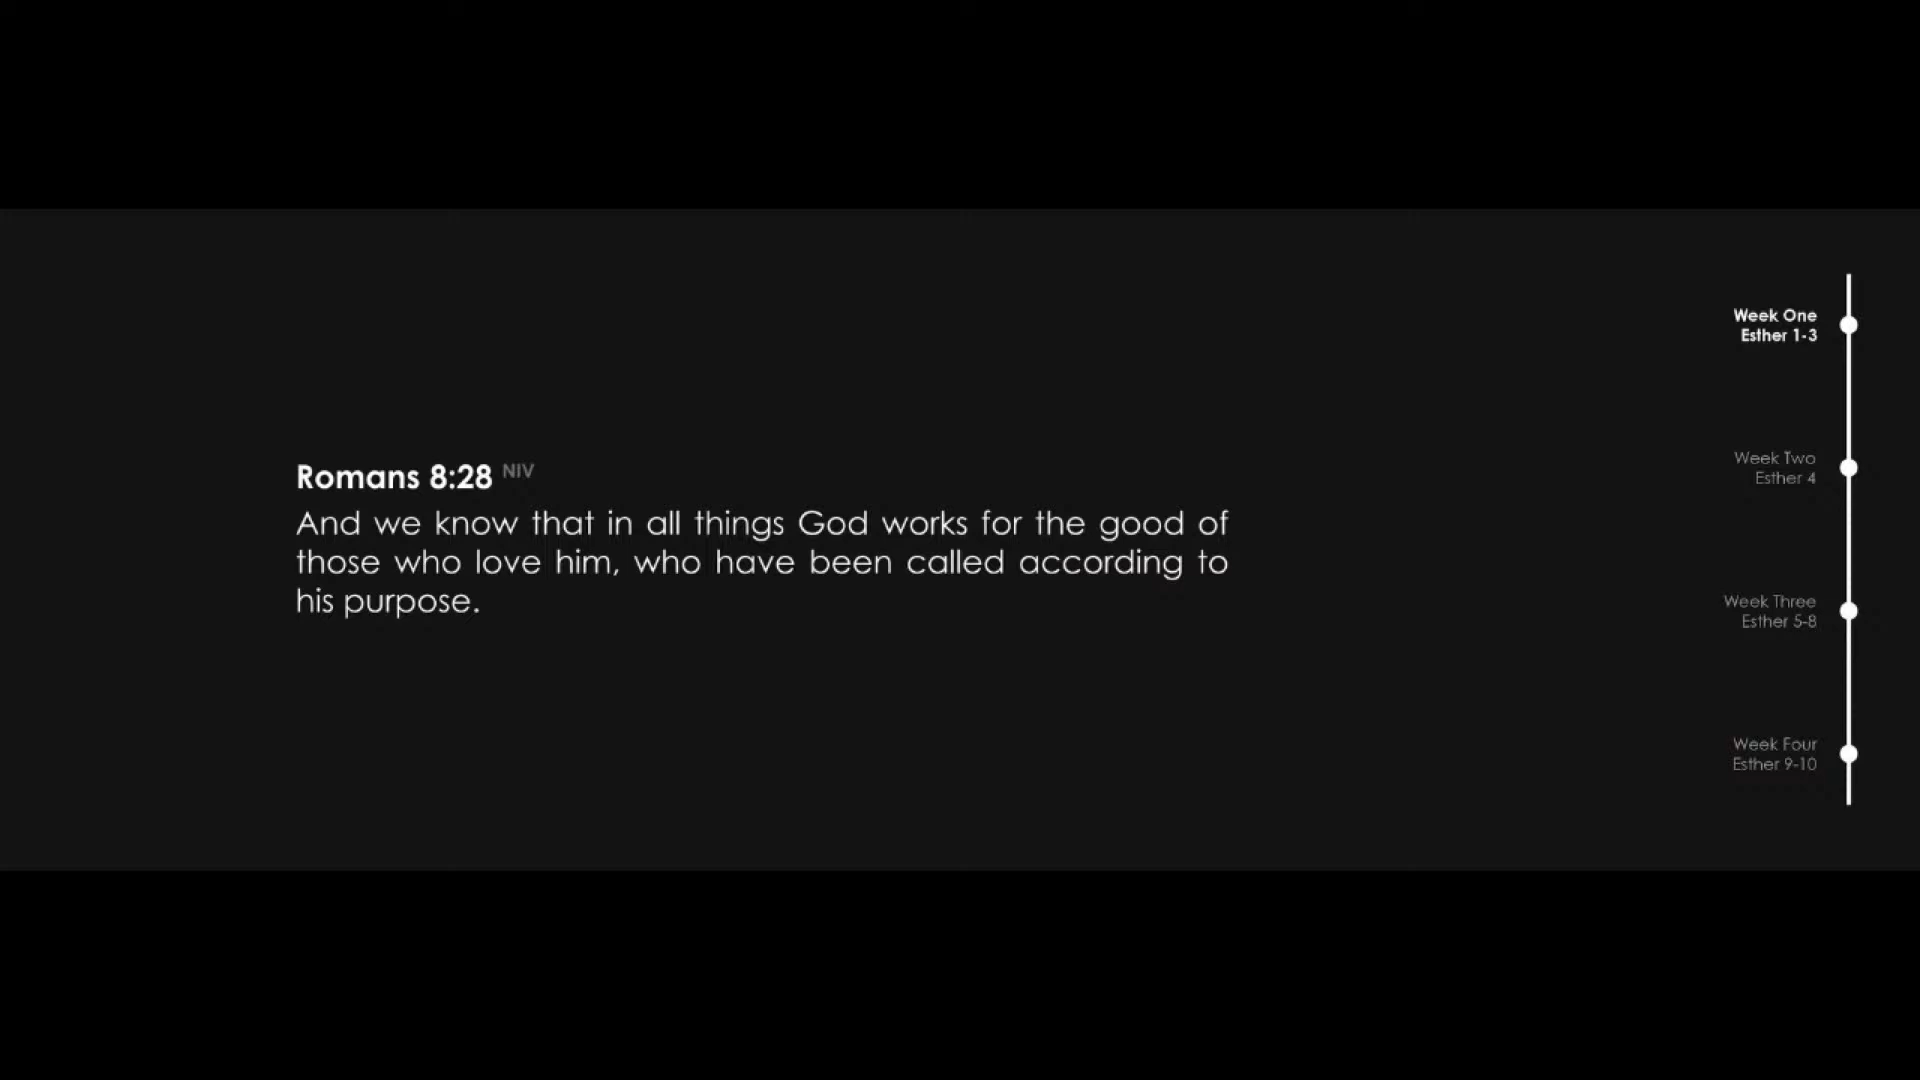 Romans 8:28 NIV
And we know that in all things God works for the good of
those who love him, who have been called according to
his purpose.
Week One
Esther 1-3
Week Two
Esther 4
Week Three
Esther 5-8
Week Four
Esther 9-10